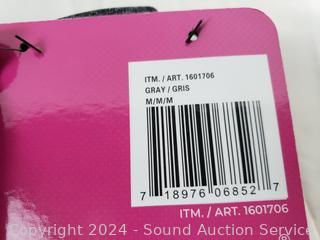 ITM. / ART. 1601706
GRAY / GRIS
M/M/M
7 18976 06852 7
ITM. / ART. 1601706
®
Copyright 2024 - Sound Auction Service